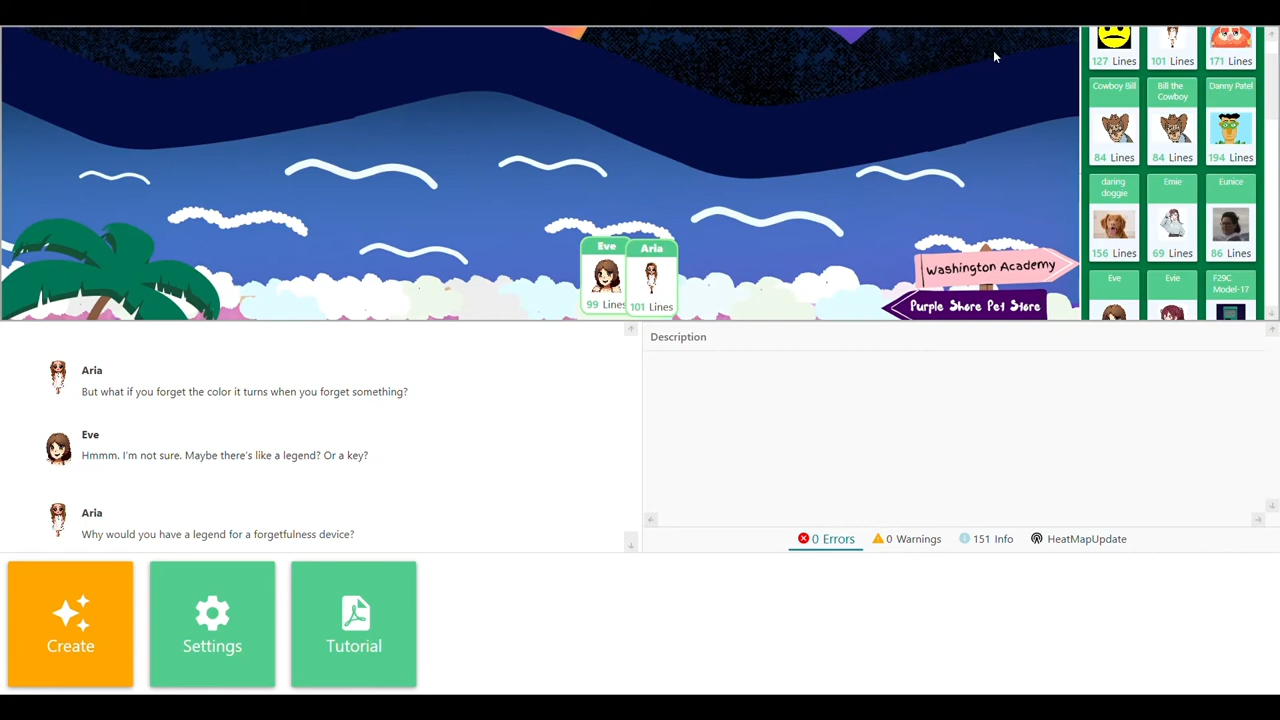 127 Lines
101 Lines
171 Lines
Cowboy Bill
Bill the
Cowboy
Danny Patel
84 Lines
84 Lines
194 Lines
daring
doggie
Emie
Eunice
156 Lines
69 Lines
86 Lines
Eve
Evie
F29C
Model-17
Eve
99 Lines
Aria
101 Lines
Washington Academy
Purple Shore Pet Store
Aria
But what if you forget the color it turns when you forget something?
Eve
Hmmm. I'm not sure. Maybe there's like a legend? Or a key?
Aria
Why would you have a legend for a forgetfulness device?
Description
0 Errors
0 Warnings
151 Info
HeatMapUpdate
Create
Settings
Tutorial